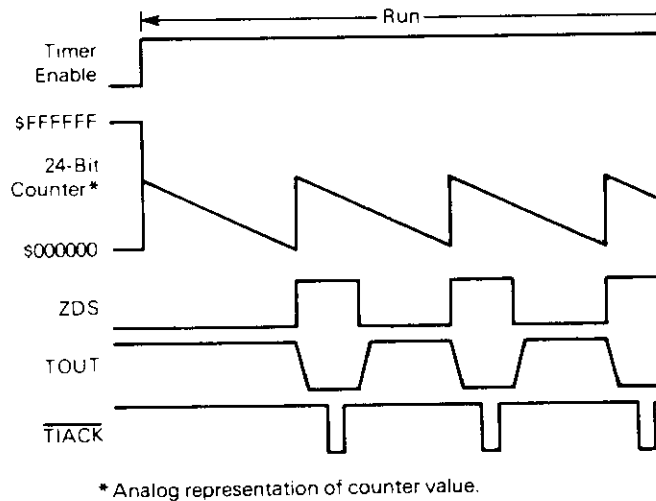 Run
Timer
Enable
$FFFFFF
24-Bit
Counter*
$000000
ZDS
TOUT
TIACK
* Analog representation of counter value.